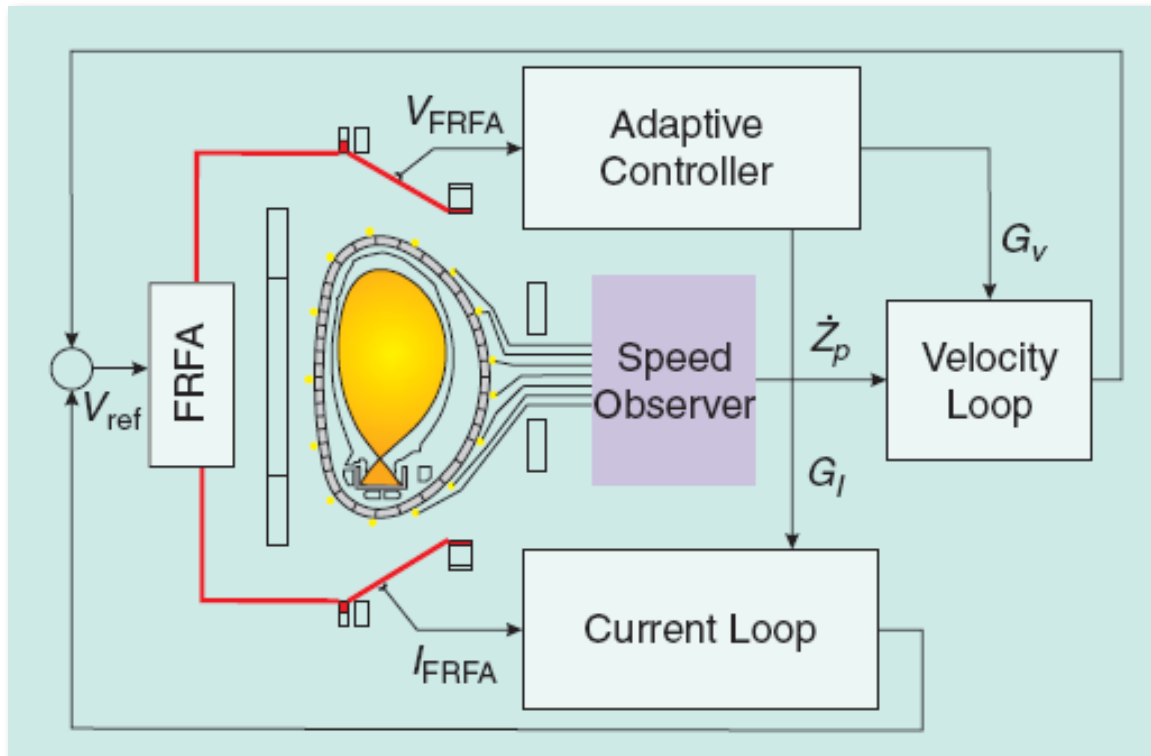 V_FRFA
Adaptive
Controller
G_v
FRFA
V_ref
Speed
Observer
Ż_p
Velocity
Loop
G_I
Current Loop
I_FRFA